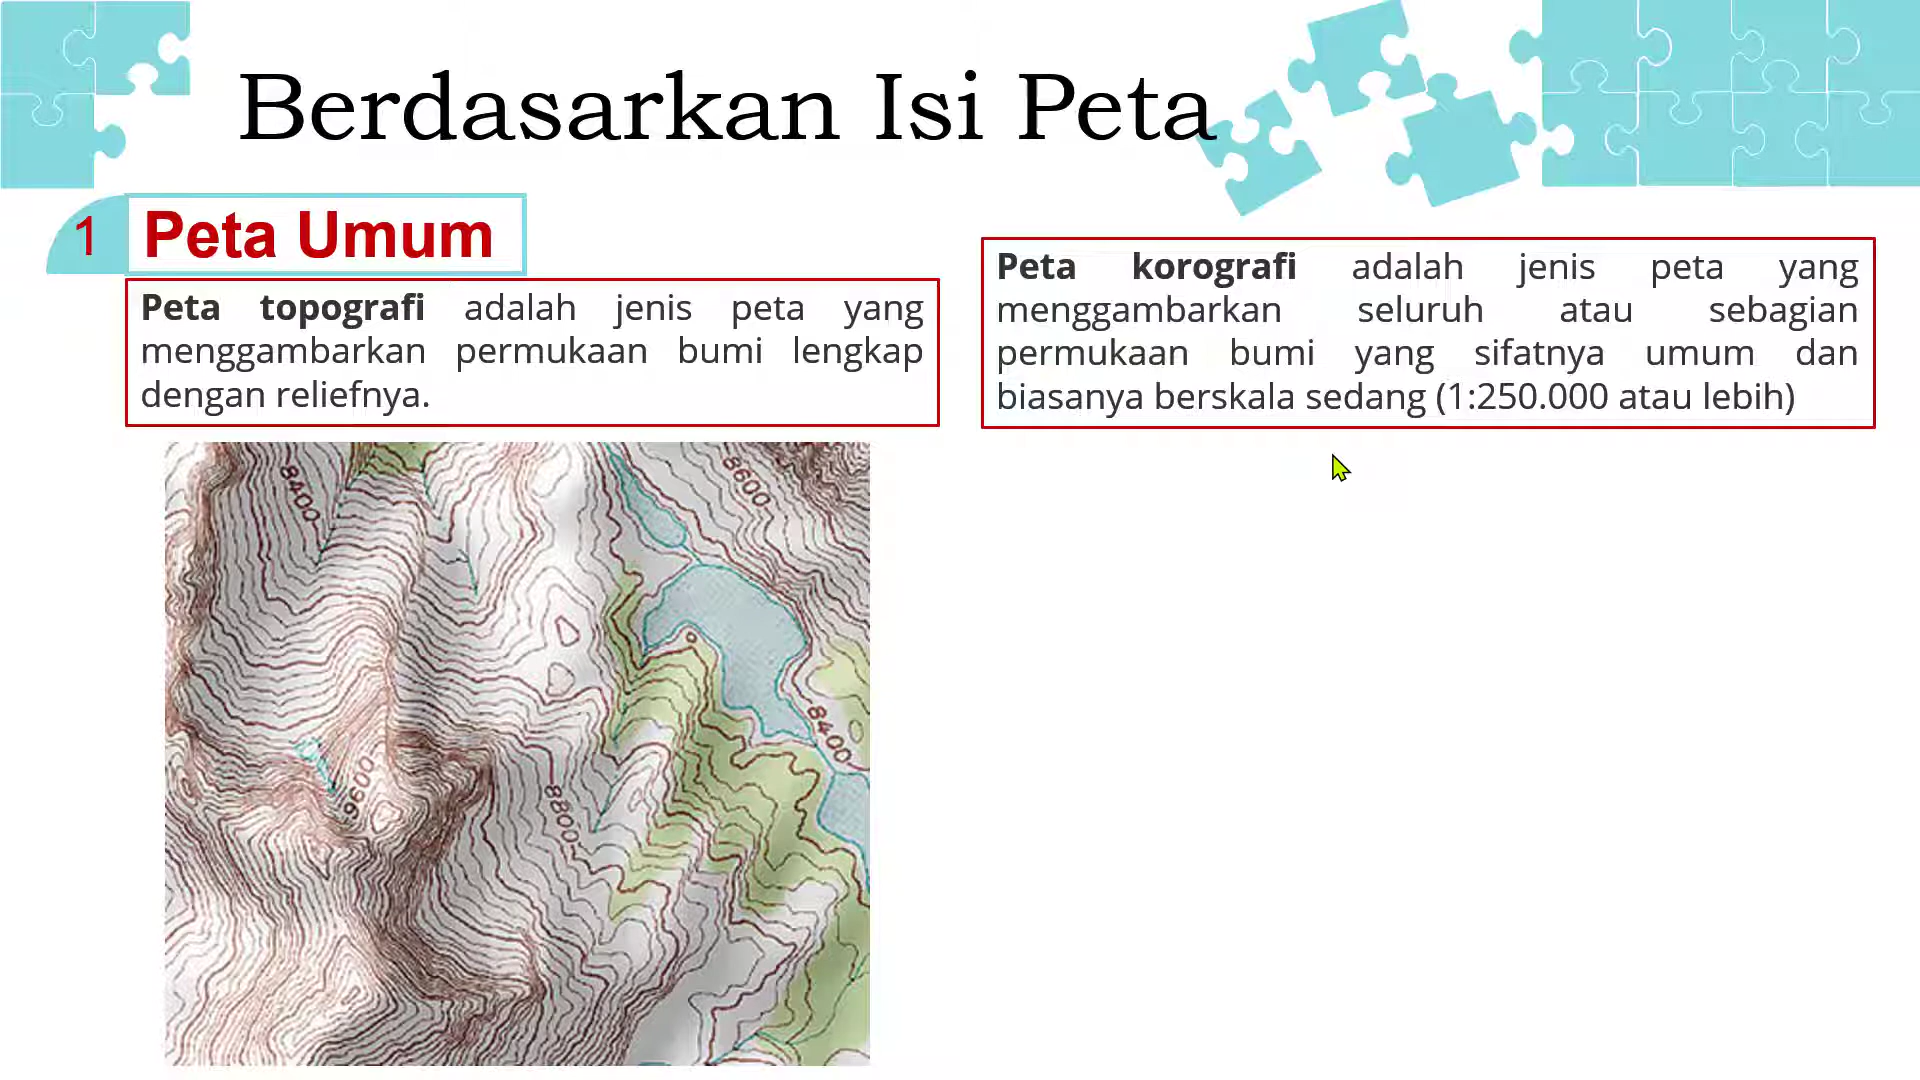 Berdasarkan Isi Peta
1
Peta Umum
Peta topografi adalah jenis peta yang
menggambarkan permukaan bumi lengkap
dengan reliefnya.
Peta korografi adalah jenis peta yang
menggambarkan seluruh atau sebagian
permukaan bumi yang sifatnya umum dan
biasanya berskala sedang (1:250.000 atau lebih)
8400
8600
8400
9600
8800